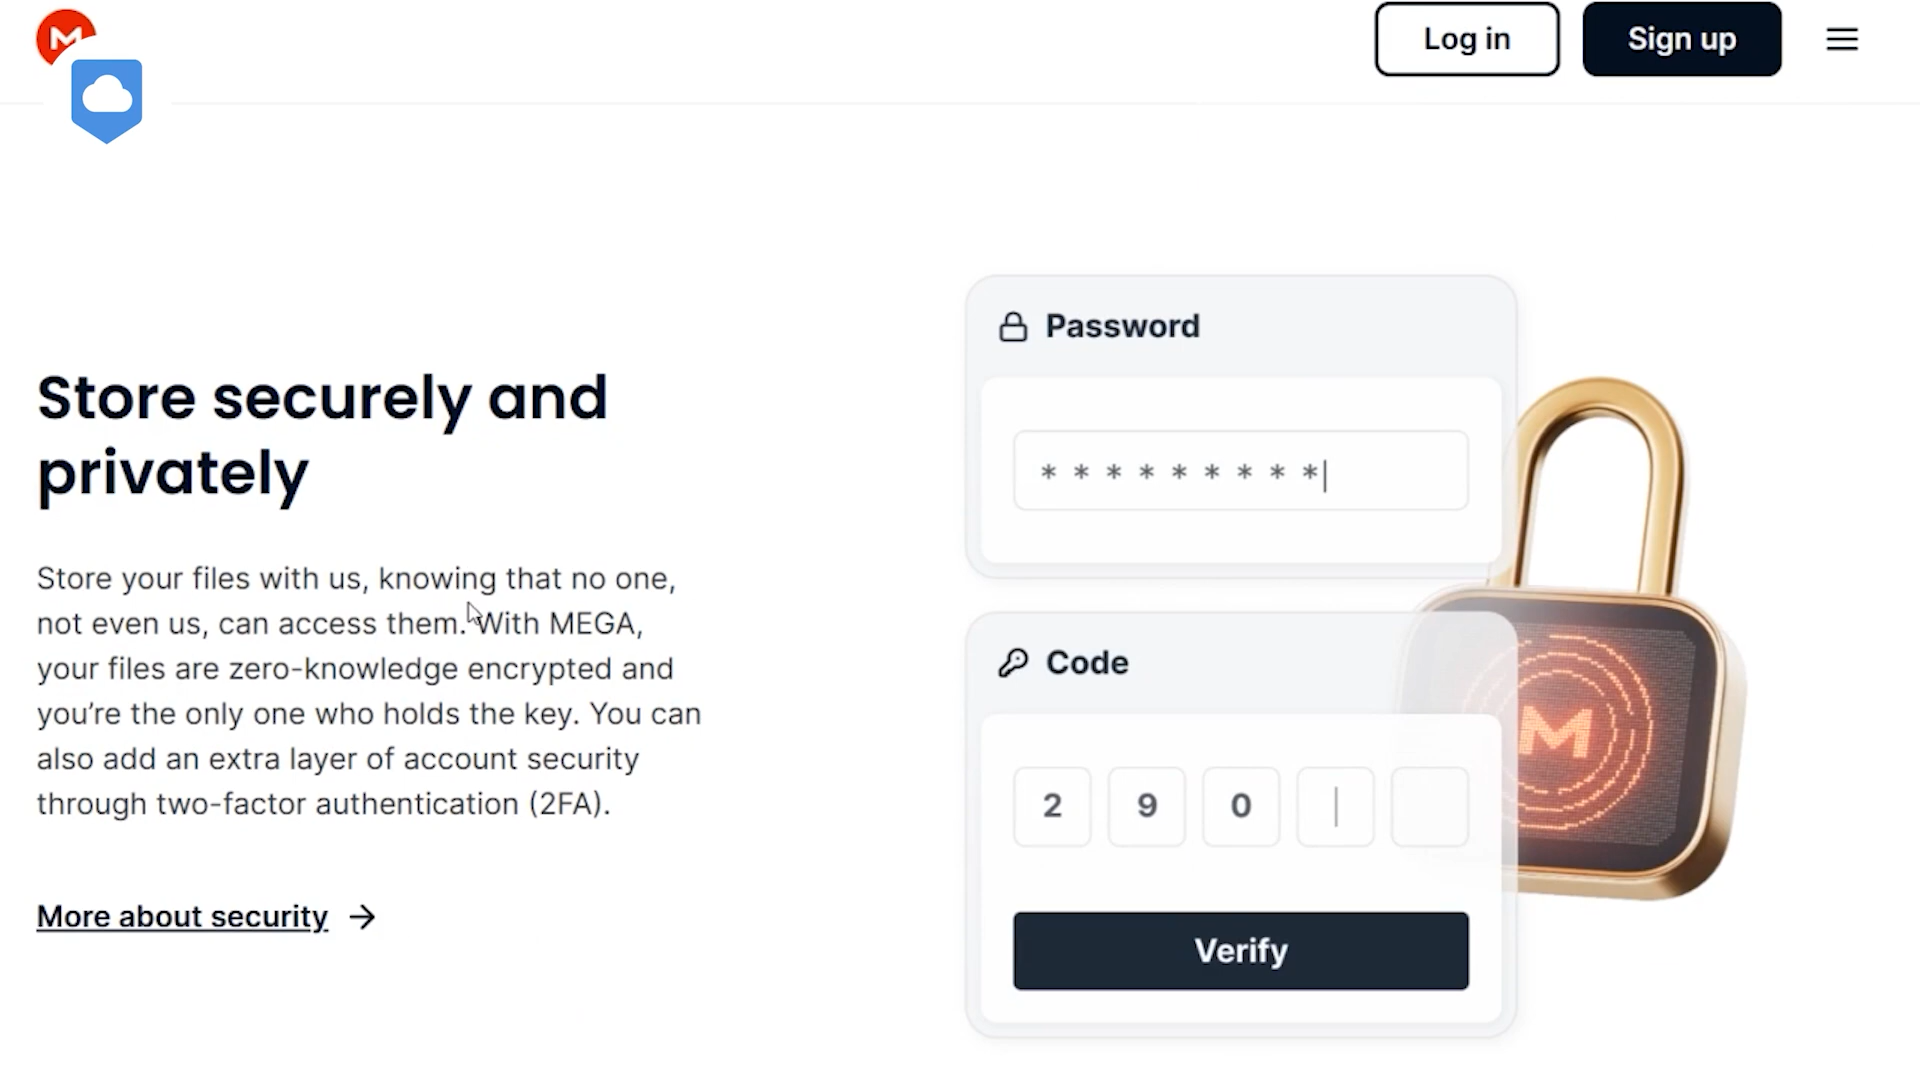 M
Log in
Sign up
Store securely and
privately
Store your files with us, knowing that no one,
not even us, can access them. With MEGA,
your files are zero-knowledge encrypted and
you’re the only one who holds the key. You can
also add an extra layer of account security
through two-factor authentication (2FA).
More about security
Password
* * * * * * * * *
Code
2 9 0
M
Verify